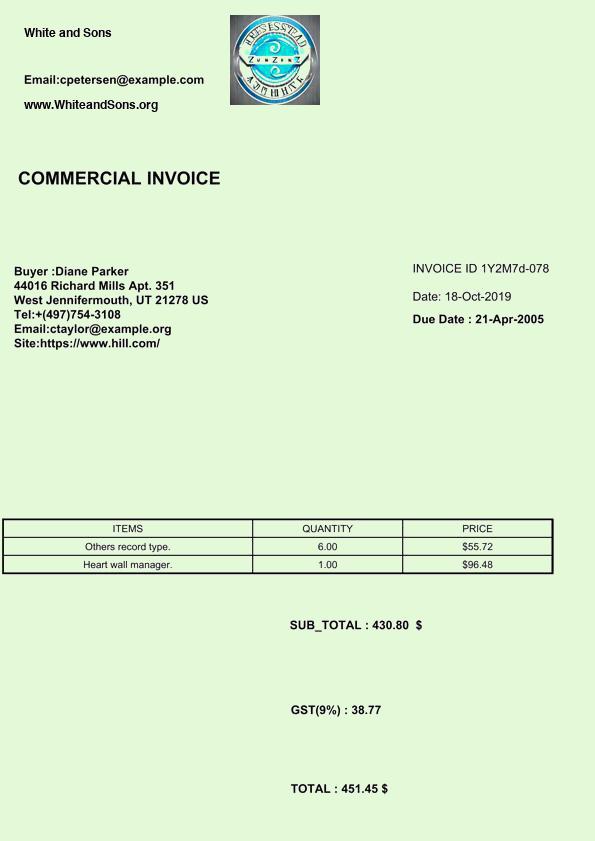 White and Sons
Email:cpetersen@example.com
www.WhiteandSons.org
COMMERCIAL INVOICE
Buyer :Diane Parker
44016 Richard Mills Apt. 351
West Jennifermouth, UT 21278 US
Tel:+(497)754-3108
Email:ctaylor@example.org
Site:https://www.hill.com/
INVOICE ID 1Y2M7d-078
Date: 18-Oct-2019
Due Date : 21-Apr-2005
ITEMS QUANTITY PRICE
Others record type. 6.00 $55.72
Heart wall manager. 1.00 $96.48
SUB_TOTAL : 430.80 $
GST(9%) : 38.77
TOTAL : 451.45 $